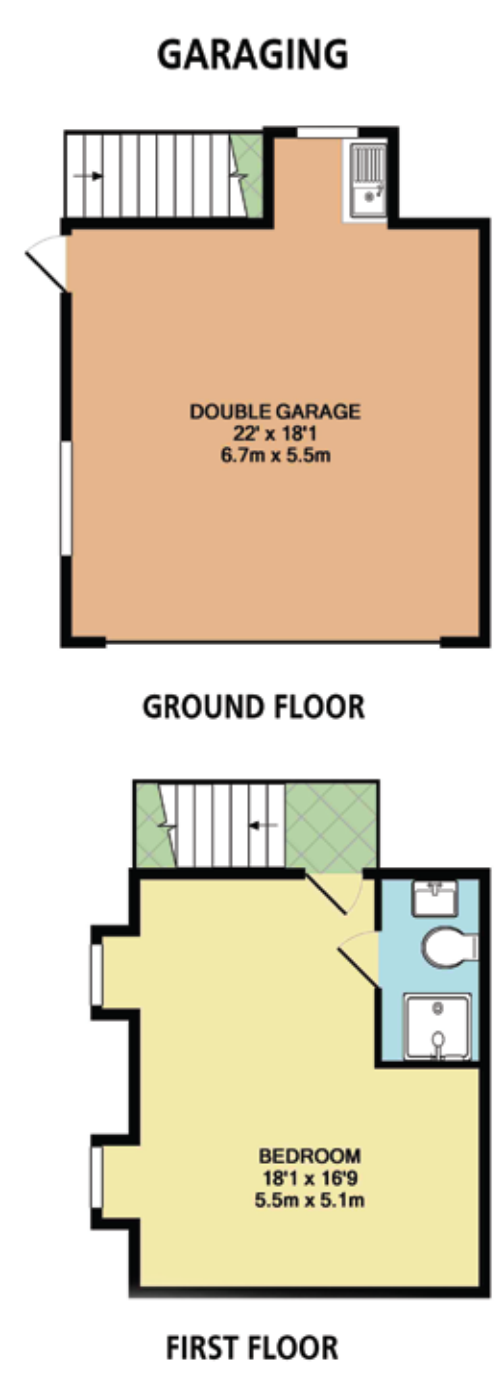 GARAGING
DOUBLE GARAGE
22' x 18'1
6.7m x 5.5m
GROUND FLOOR
BEDROOM
18'1 x 16'9
5.5m x 5.1m
FIRST FLOOR